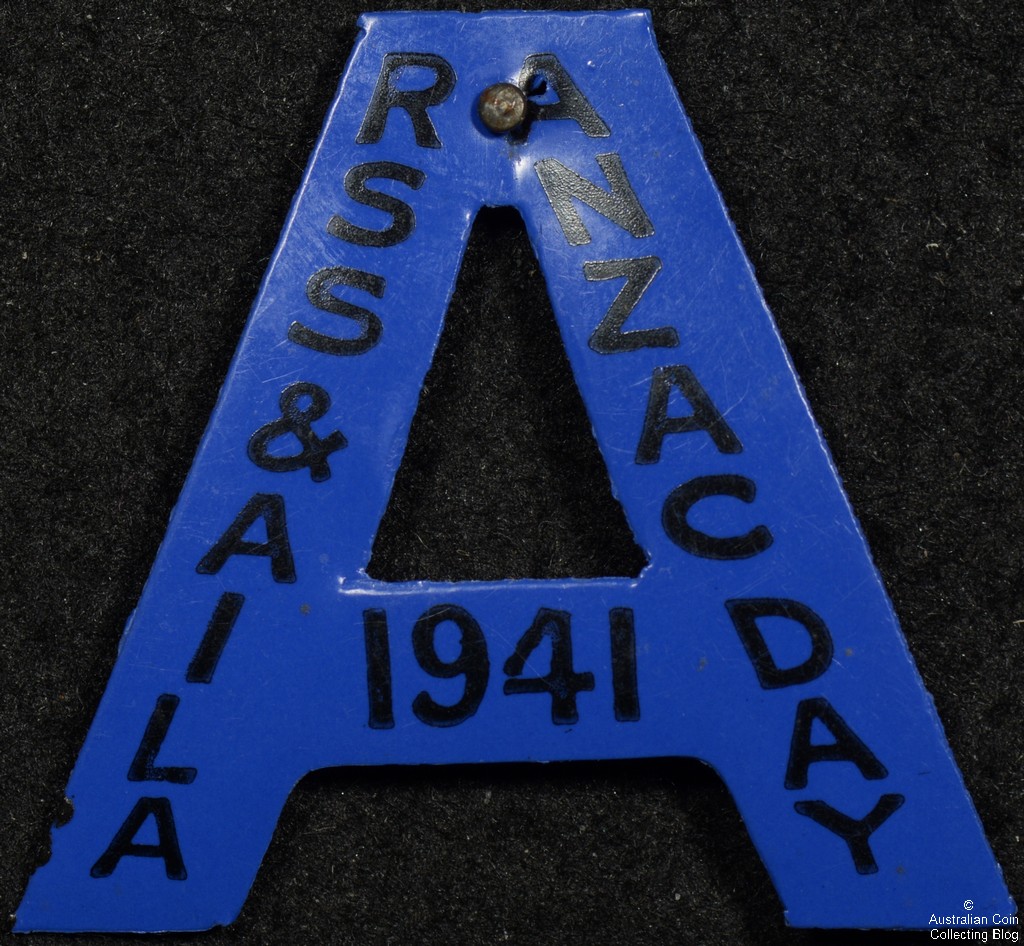 RSS & AILA
ANZAC DAY
1941
©
Australian Coin
Collecting Blog